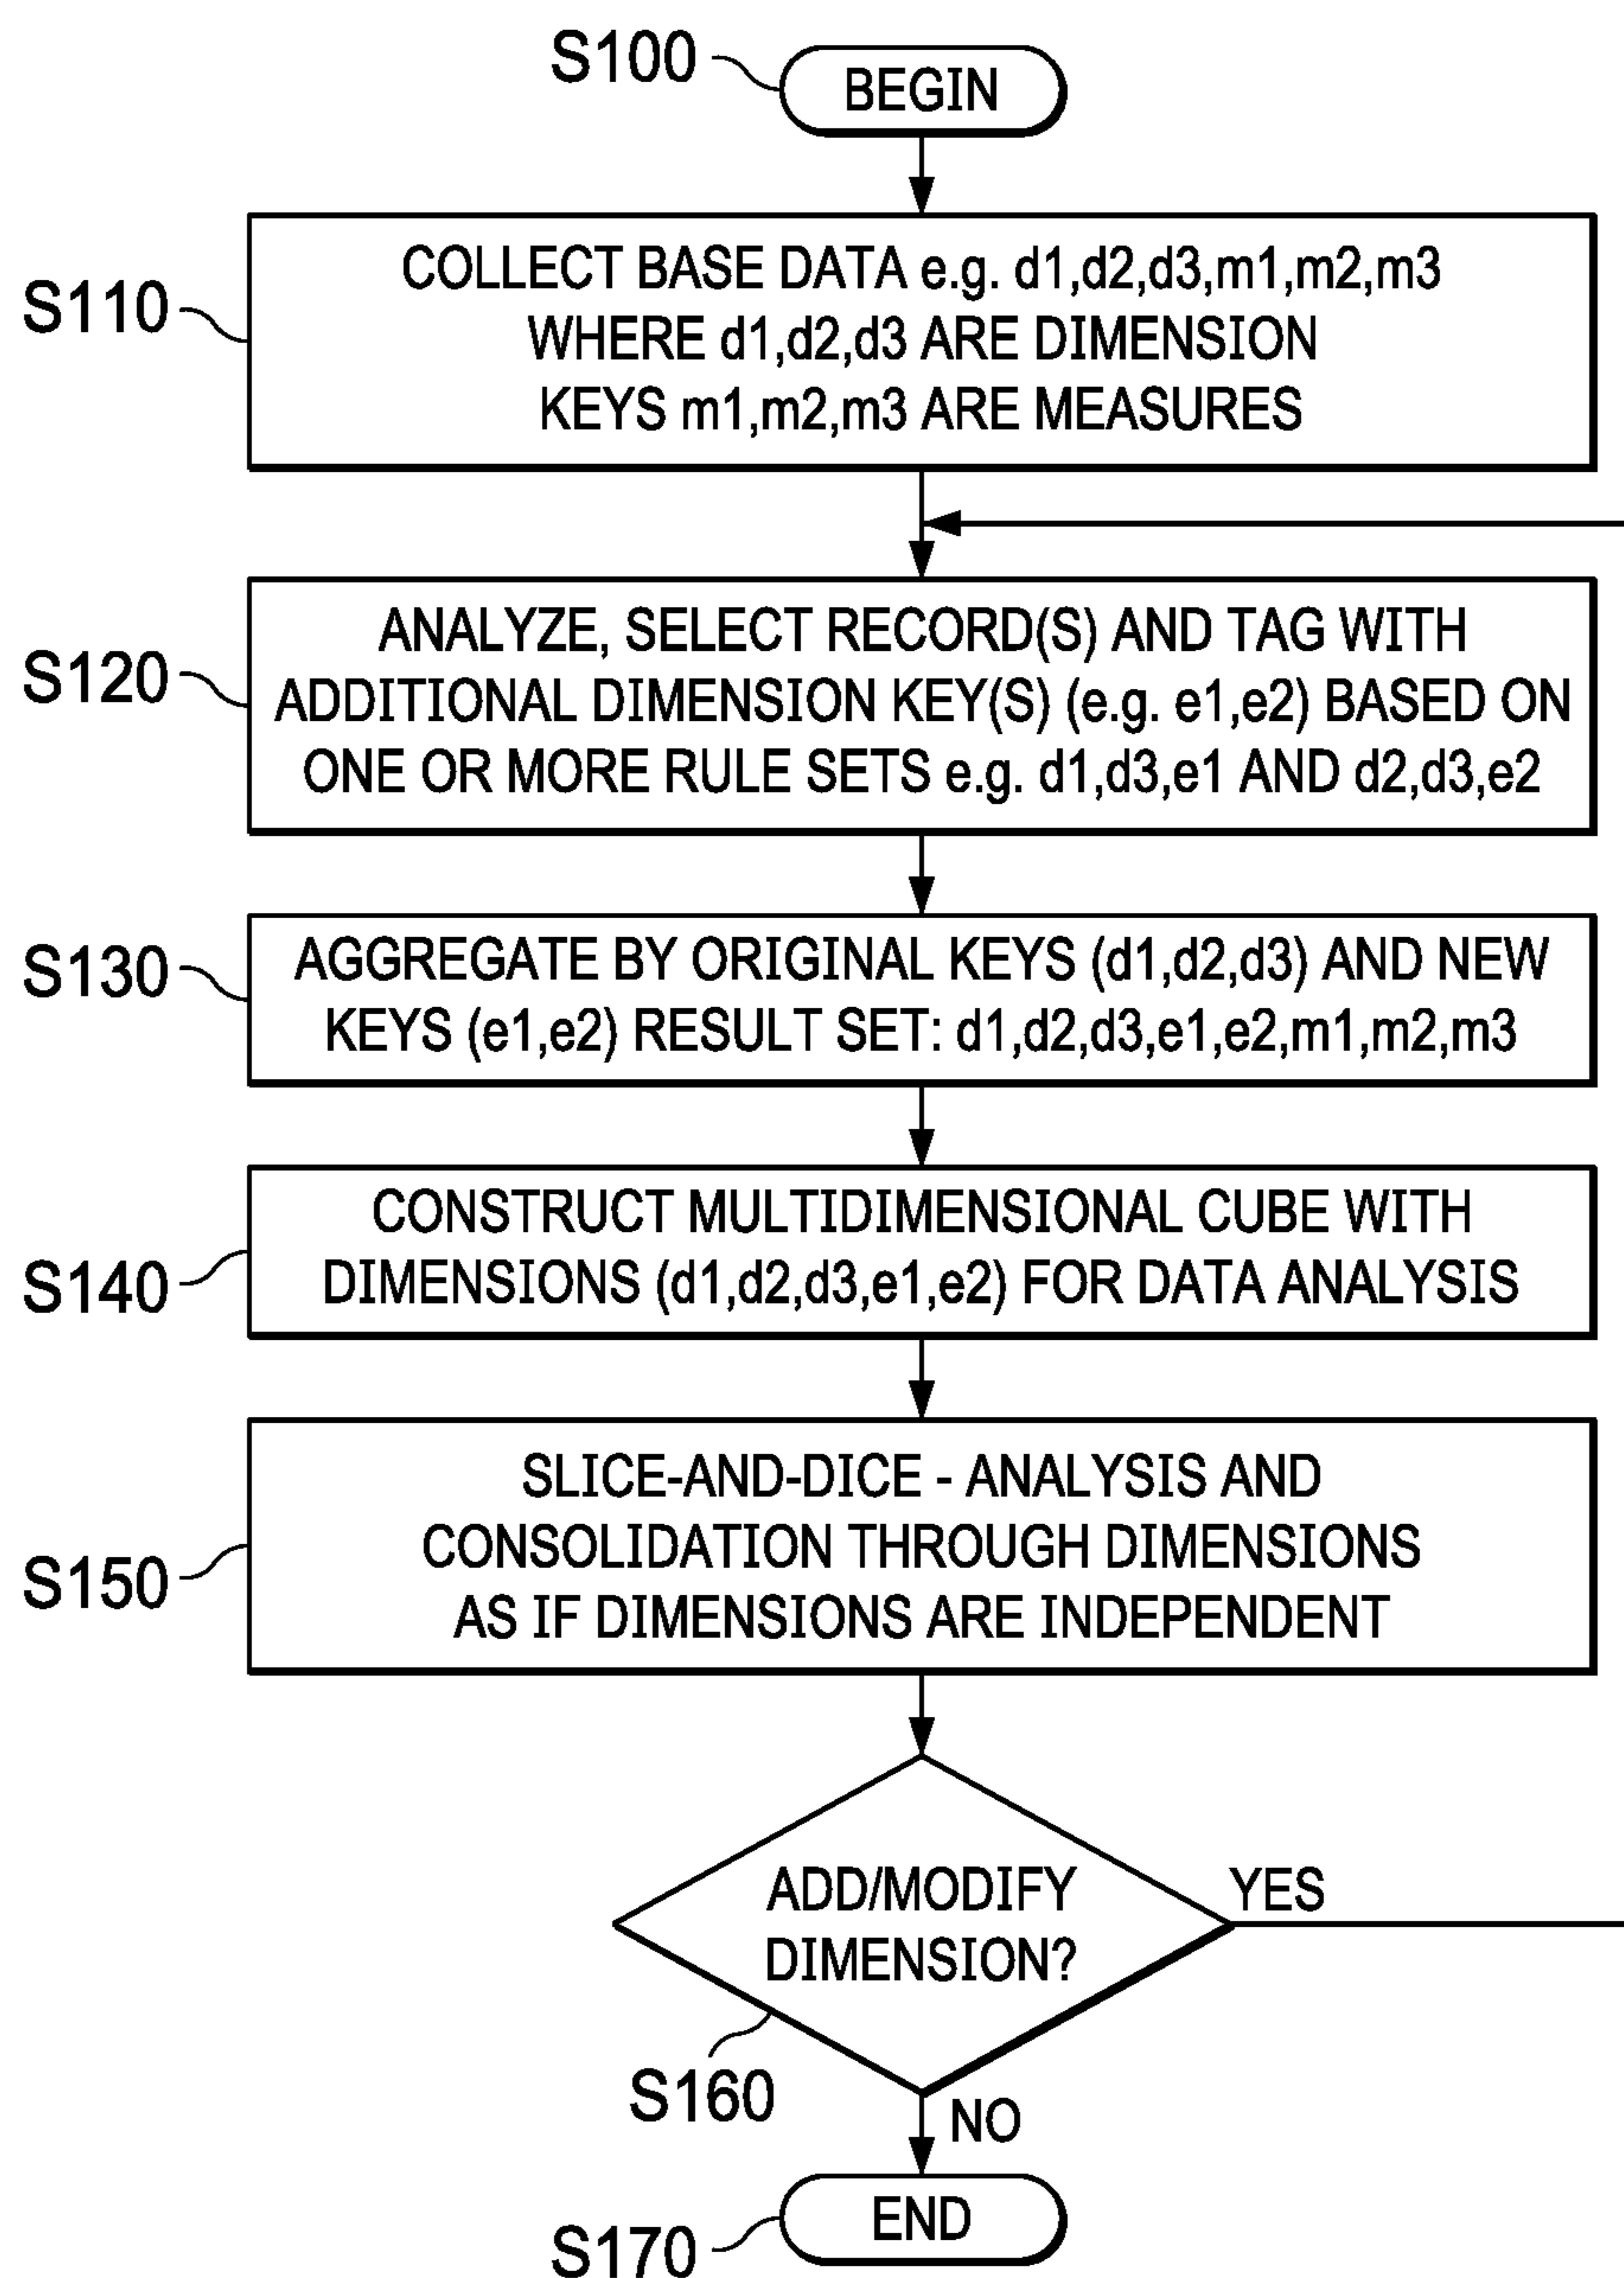 S100
BEGIN
S110
COLLECT BASE DATA e.g. d1,d2,d3,m1,m2,m3
WHERE d1,d2,d3 ARE DIMENSION
KEYS m1,m2,m3 ARE MEASURES
S120
ANALYZE, SELECT RECORD(S) AND TAG WITH
ADDITIONAL DIMENSION KEY(S) (e.g. e1,e2) BASED ON
ONE OR MORE RULE SETS e.g. d1,d3,e1 AND d2,d3,e2
S130
AGGREGATE BY ORIGINAL KEYS (d1,d2,d3) AND NEW
KEYS (e1,e2) RESULT SET: d1,d2,d3,e1,e2,m1,m2,m3
S140
CONSTRUCT MULTIDIMENSIONAL CUBE WITH
DIMENSIONS (d1,d2,d3,e1,e2) FOR DATA ANALYSIS
S150
SLICE-AND-DICE - ANALYSIS AND
CONSOLIDATION THROUGH DIMENSIONS
AS IF DIMENSIONS ARE INDEPENDENT
ADD/MODIFY
DIMENSION?
YES
S160
NO
END
S170